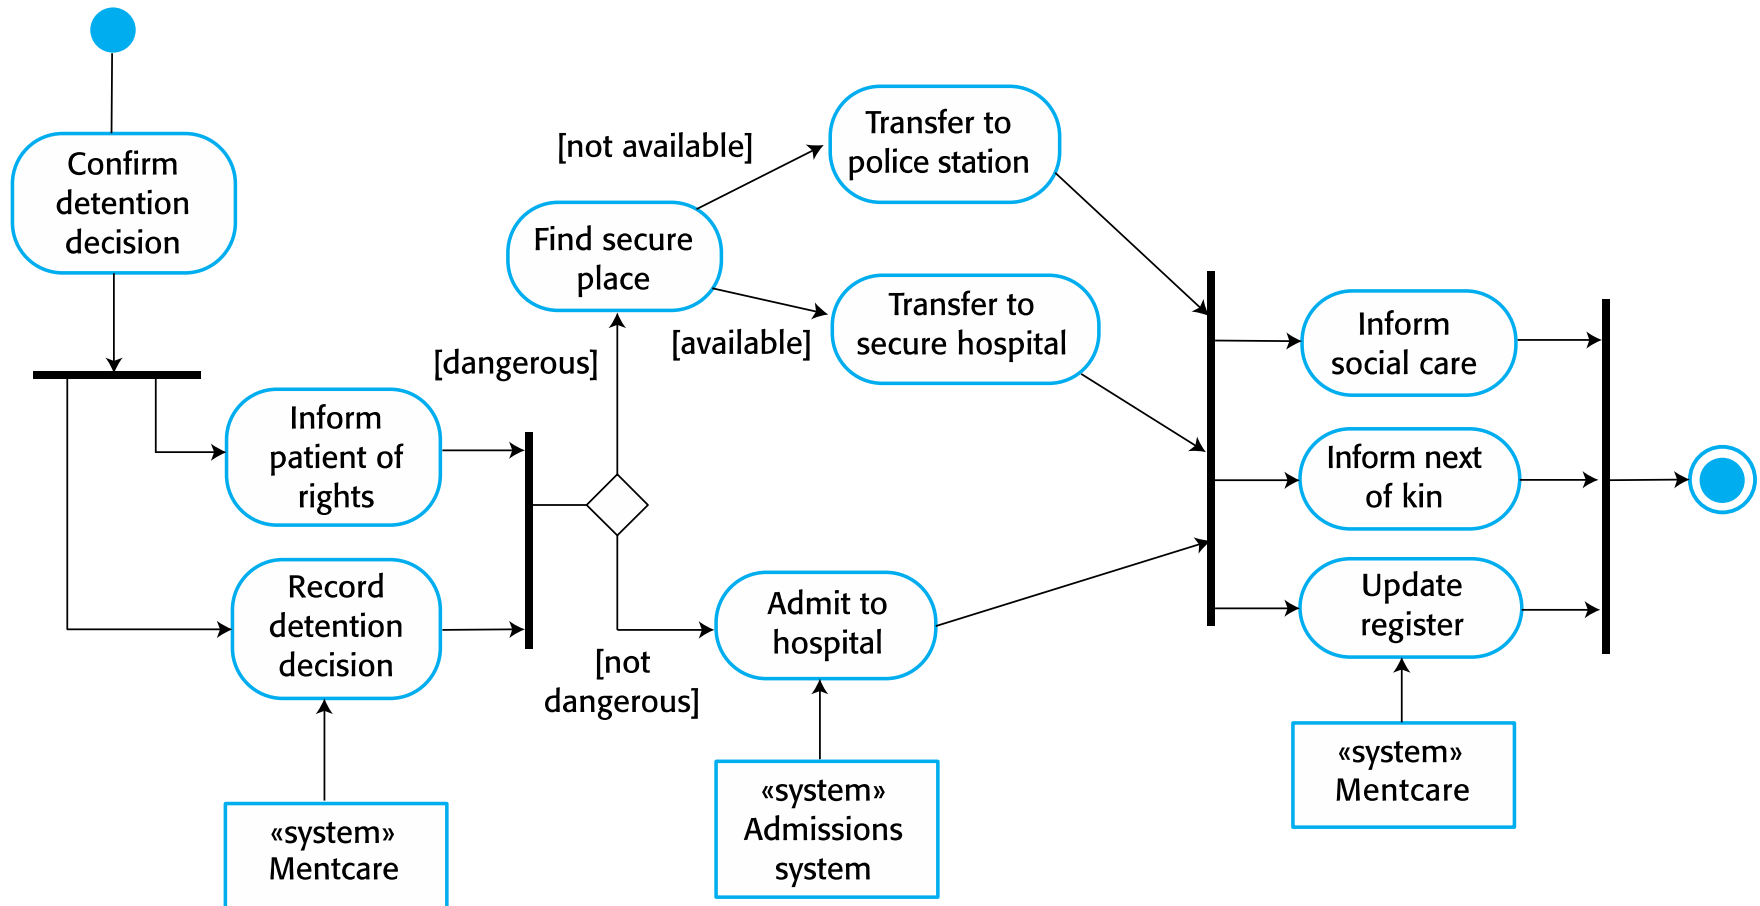 Confirm
detention
decision
Inform
patient of
rights
Record
detention
decision
«system»
Mentcare
[dangerous]
[not
dangerous]
Find secure
place
[not available]
[available]
Transfer to
police station
Transfer to
secure hospital
Admit to
hospital
«system»
Admissions
system
Inform
social care
Inform next
of kin
Update
register
«system»
Mentcare